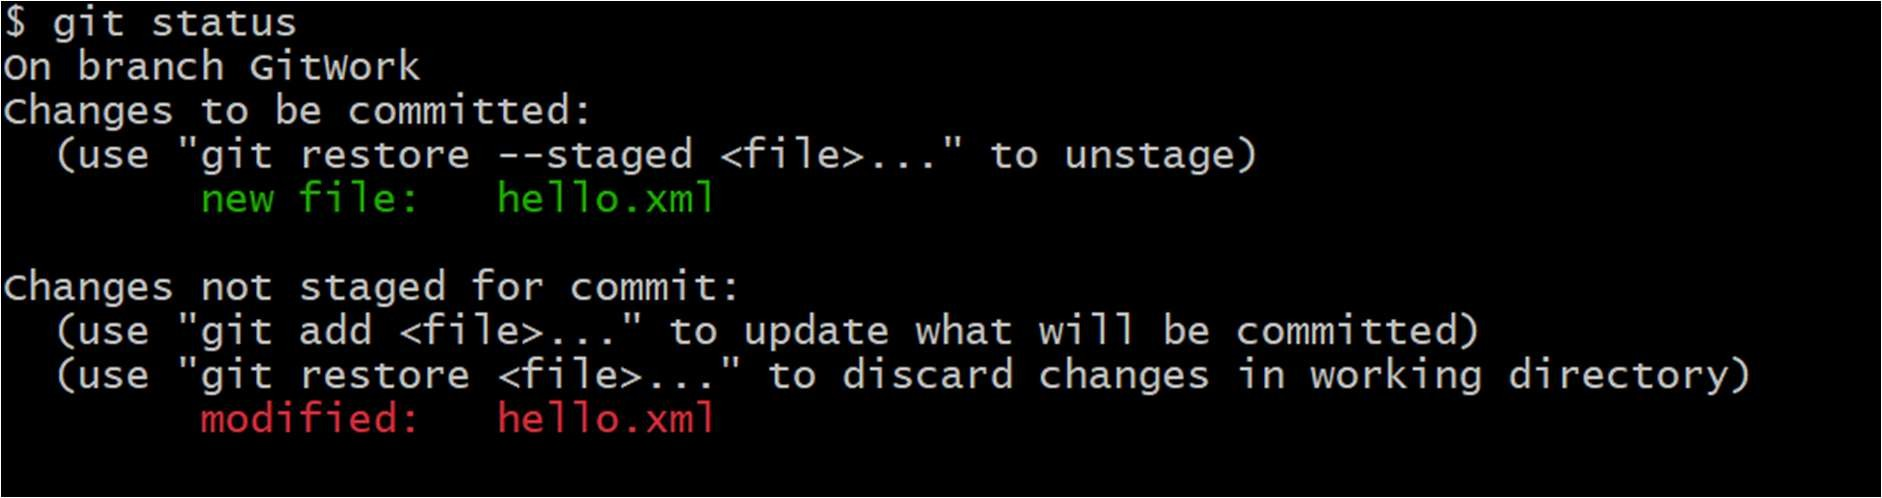 $ git status
On branch GitWork
Changes to be committed:
  (use "git restore --staged <file>..." to unstage)
        new file:   hello.xml

Changes not staged for commit:
  (use "git add <file>..." to update what will be committed)
  (use "git restore <file>..." to discard changes in working directory)
        modified:   hello.xml